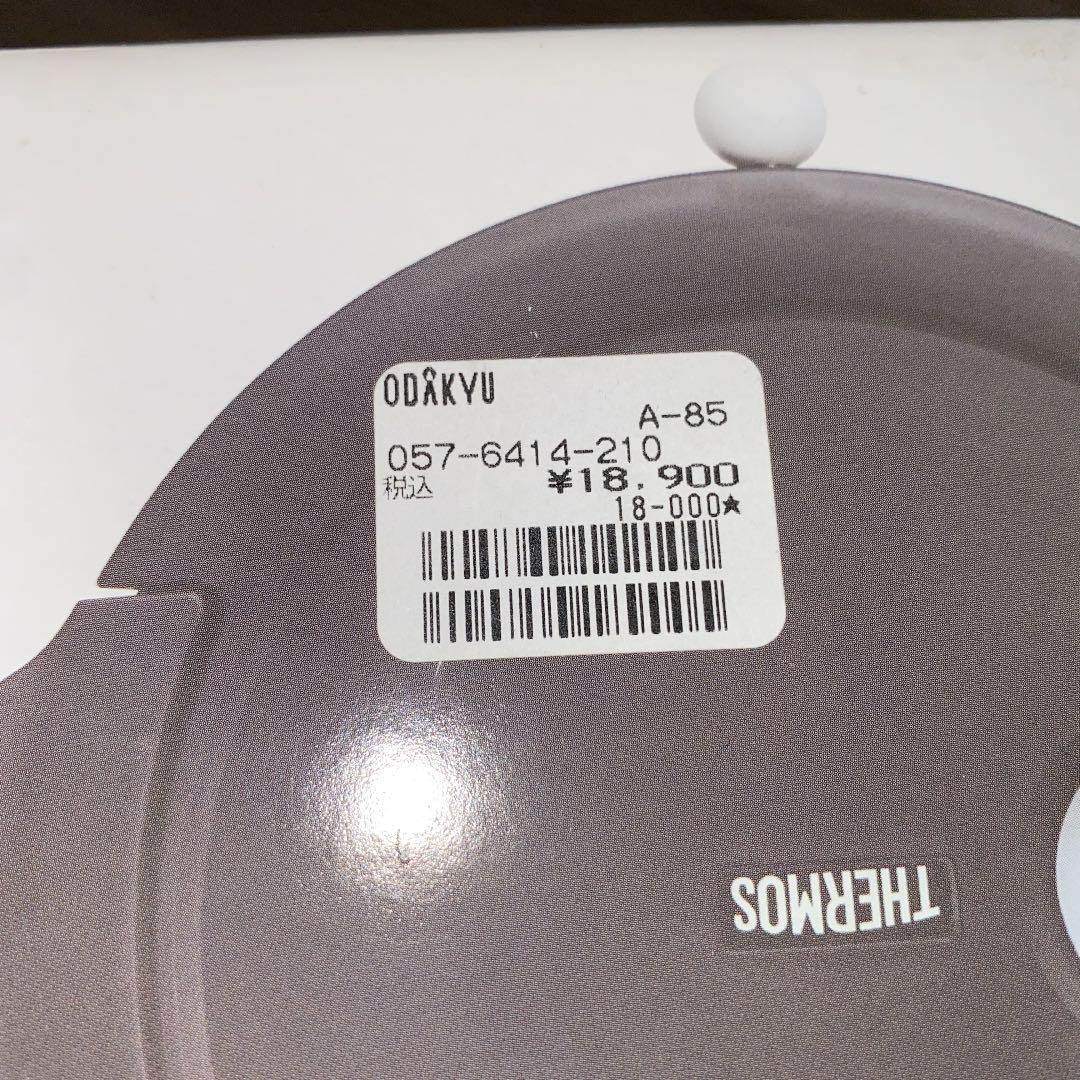 ODAKYU
A-85
057-6414-210
税込 ¥18,900
18-000★
THERMOS